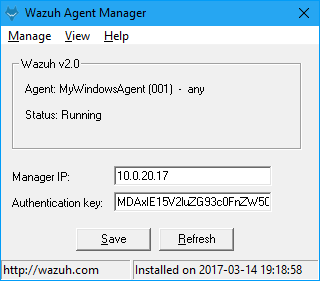 Wazuh Agent Manager
Manage View Help
Wazuh v2.0
Agent: MyWindowsAgent (001) - any
Status: Running
Manager IP: 10.0.20.17
Authentication key: MDAxIE15V2luZG93c0FnZW50
Save Refresh
http://wazuh.com Installed on 2017-03-14 19:18:58